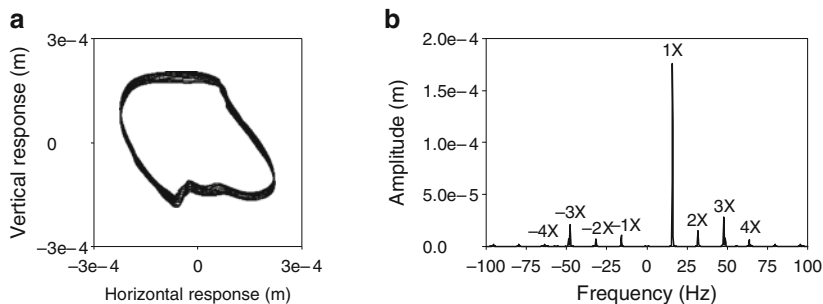 a
3e−4
0
−3e−4
Vertical response (m)
−3e−4
0
3e−4
Horizontal response (m)
b
2.0e-4
1.5e-4
1.0e-4
5.0e-5
0.0
Amplitude (m)
1X
−4X
−3X
−2X
−1X
2X
3X
4X
−100
−75
−50
−25
0
25
50
75
100
Frequency (Hz)